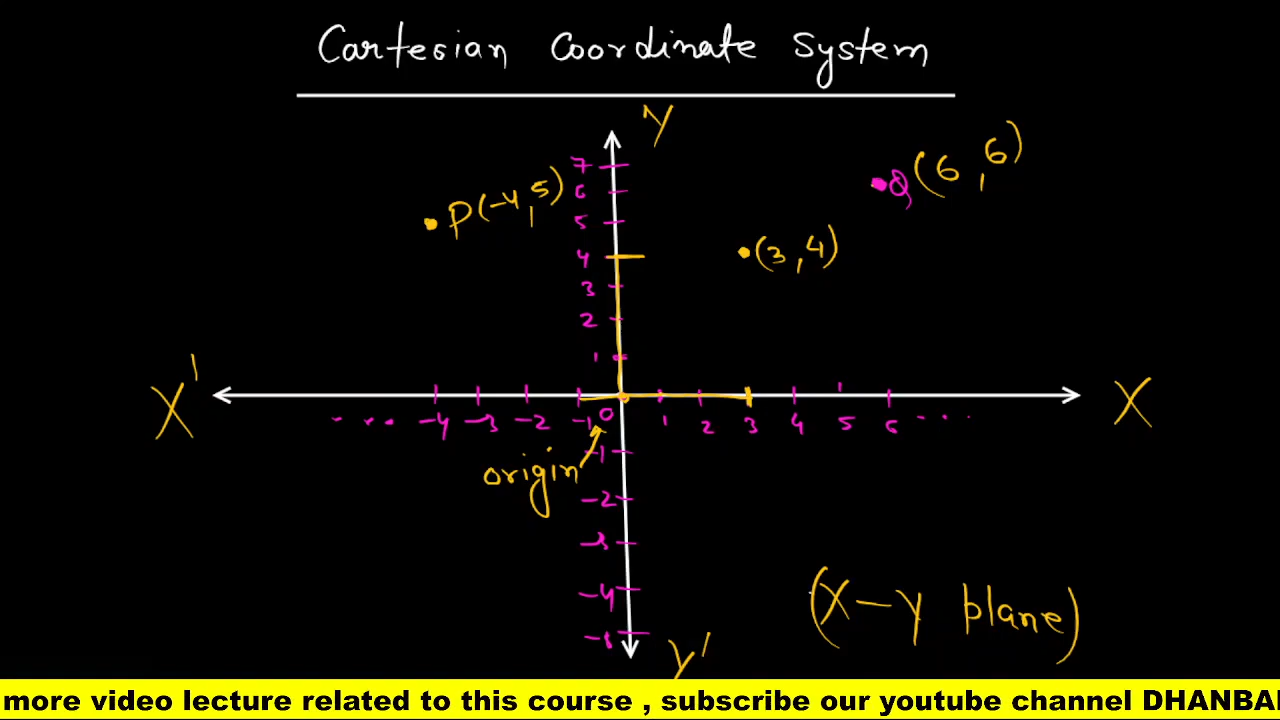 Cartesian Coordinate System
Y
7
6
5
4
3
2
1
P(-4,5)
(3,4)
Q(6,6)
X'
X
... -4 -3 -2 -1 0 1 2 3 4 5 6 ...
origin
-1
-2
-3
-4
-5
Y'
(X-Y plane)
more video lecture related to this course , subscribe our youtube channel DHANBA